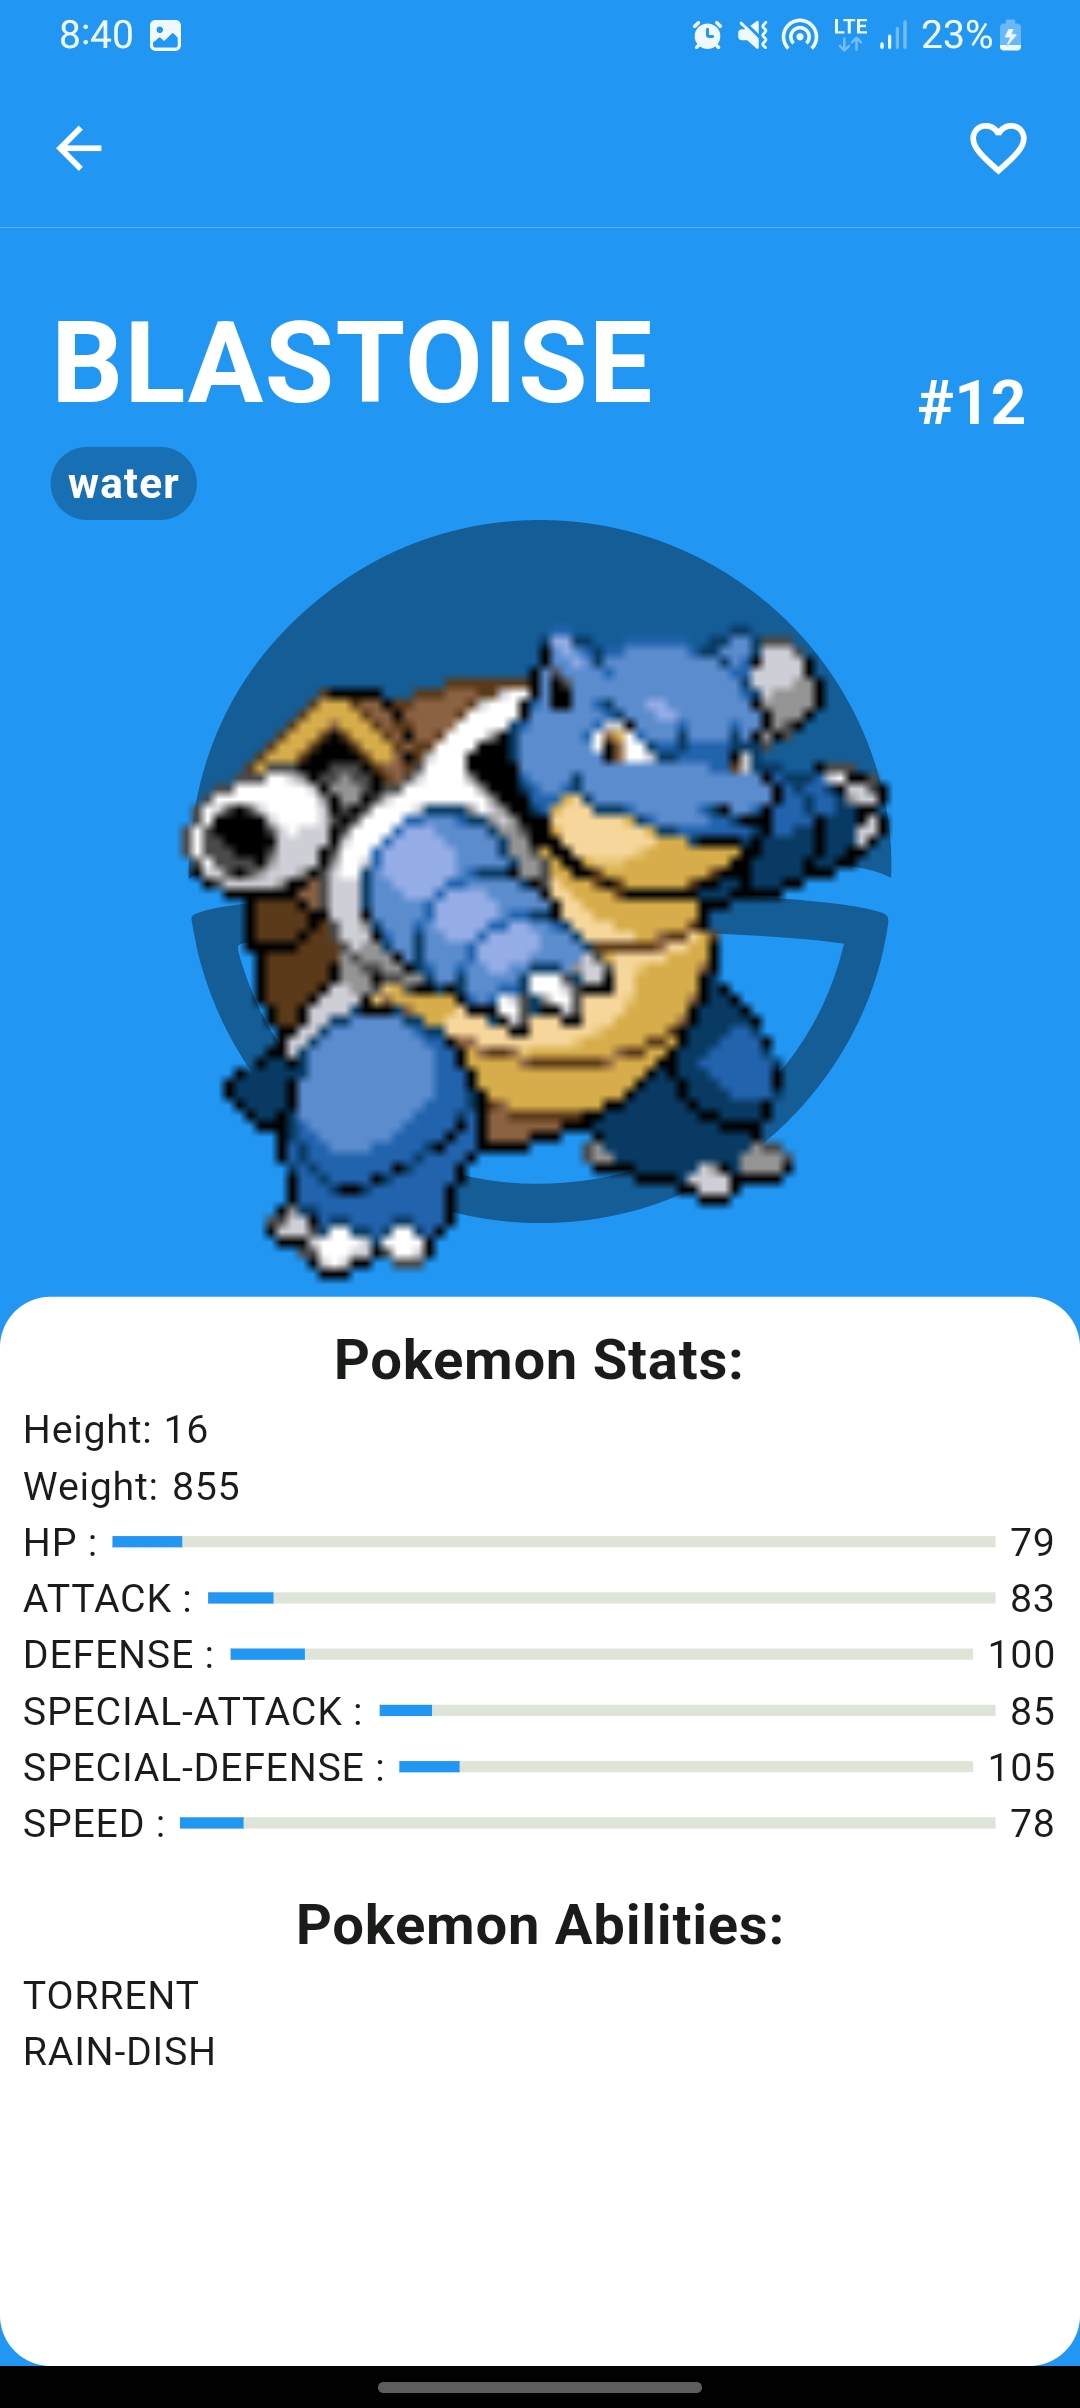 8:40 LTE 23%
BLASTOISE
#12
water
Pokemon Stats:
Height: 16
Weight: 855
HP : 79
ATTACK : 83
DEFENSE : 100
SPECIAL-ATTACK : 85
SPECIAL-DEFENSE : 105
SPEED : 78
Pokemon Abilities:
TORRENT
RAIN-DISH